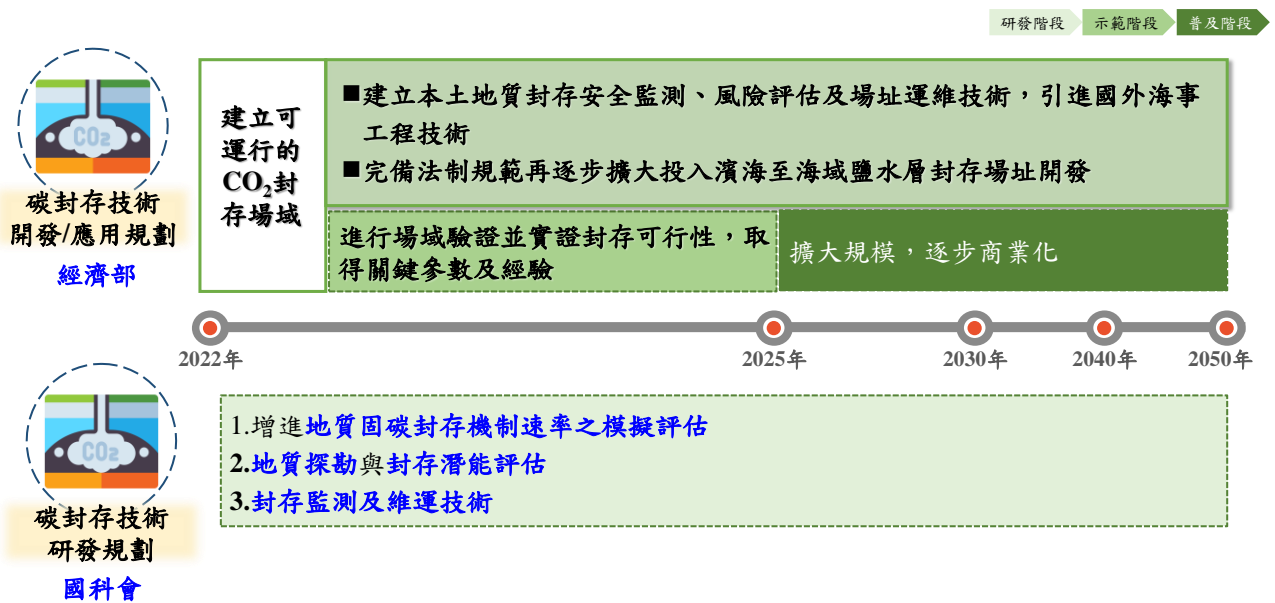 研發階段
示範階段
普及階段
CO2
碳封存技術
開發/應用規劃
經濟部
建立可
運行的
CO₂封
存場域
■建立本土地質封存安全監測、風險評估及場址運維技術，引進國外海事
工程技術
■完備法制規範再逐步擴大投入濱海至海域鹽水層封存場址開發
進行場域驗證並實證封存可行性，取
得關鍵參數及經驗
擴大規模，逐步商業化
2022年
2025年
2030年
2040年
2050年
CO2
碳封存技術
研發規劃
國科會
1.增進地質固碳封存機制速率之模擬評估
2.地質探勘與封存潛能評估
3.封存監測及維運技術